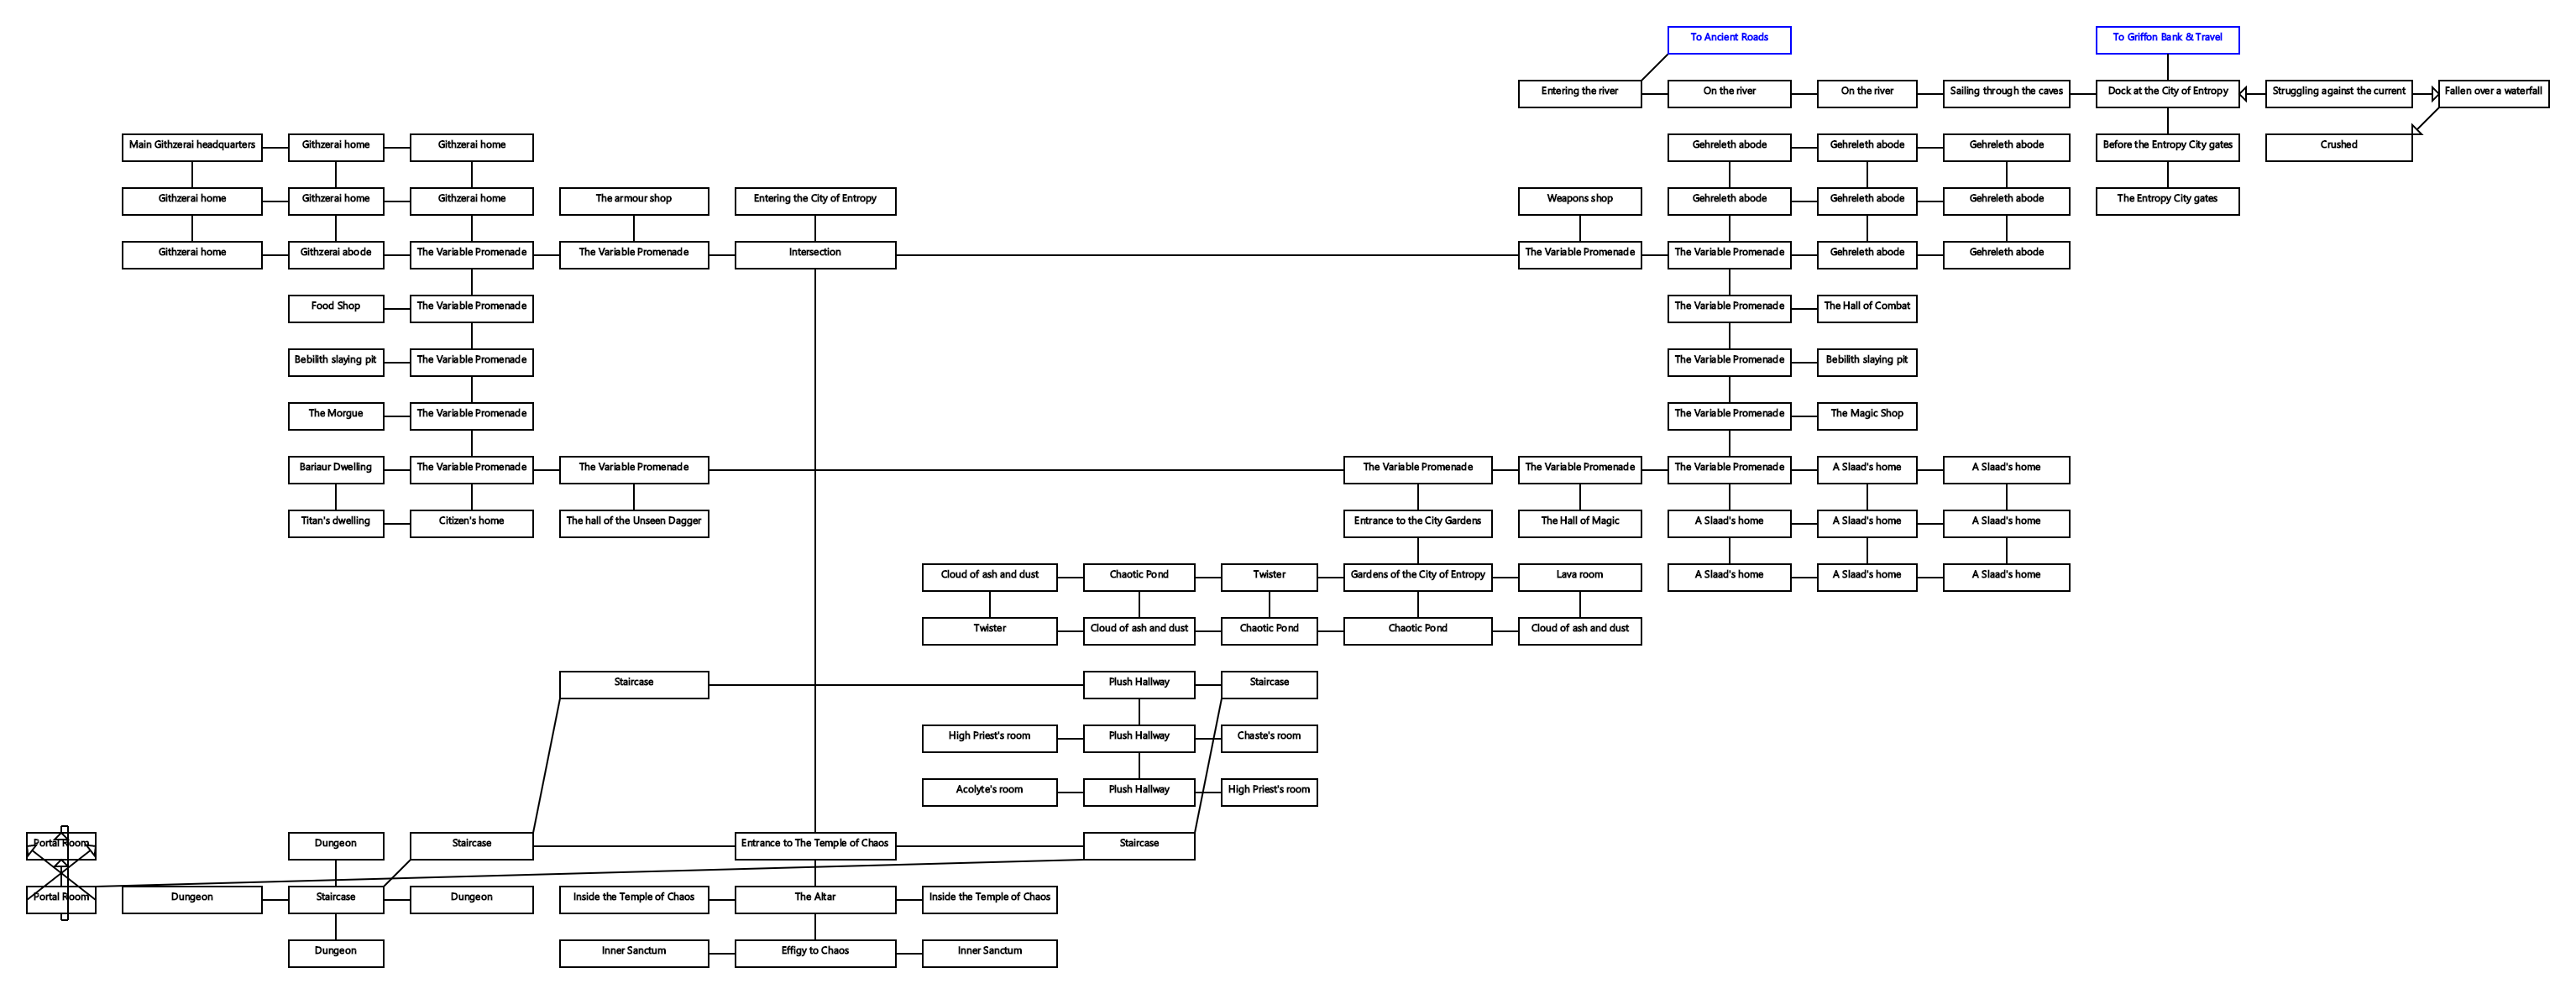 To Ancient Roads
To Griffon Bank & Travel
Entering the river
On the river
On the river
Sailing through the caves
Dock at the City of Entropy
Struggling against the current
Fallen over a waterfall
Main Githzerai headquarters
Githzerai home
Githzerai home
Gehreleth abode
Gehreleth abode
Gehreleth abode
Before the Entropy City gates
Crushed
Githzerai home
Githzerai home
Githzerai home
The armour shop
Entering the City of Entropy
Weapons shop
Gehreleth abode
Gehreleth abode
Gehreleth abode
The Entropy City gates
Githzerai home
Githzerai abode
The Variable Promenade
The Variable Promenade
Intersection
The Variable Promenade
The Variable Promenade
Gehreleth abode
Gehreleth abode
Food Shop
The Variable Promenade
The Variable Promenade
The Hall of Combat
Bebilith slaying pit
The Variable Promenade
The Variable Promenade
Bebilith slaying pit
The Morgue
The Variable Promenade
The Variable Promenade
The Magic Shop
Bariaur Dwelling
The Variable Promenade
The Variable Promenade
The Variable Promenade
The Variable Promenade
The Variable Promenade
A Slaad's home
A Slaad's home
Titan's dwelling
Citizen's home
The hall of the Unseen Dagger
Entrance to the City Gardens
The Hall of Magic
A Slaad's home
A Slaad's home
A Slaad's home
Cloud of ash and dust
Chaotic Pond
Twister
Gardens of the City of Entropy
Lava room
A Slaad's home
A Slaad's home
A Slaad's home
Twister
Cloud of ash and dust
Chaotic Pond
Chaotic Pond
Cloud of ash and dust
Staircase
Plush Hallway
Staircase
High Priest's room
Plush Hallway
Chaste's room
Acolyte's room
Plush Hallway
High Priest's room
Portal Room
Dungeon
Staircase
Entrance to The Temple of Chaos
Staircase
Portal Room
Dungeon
Staircase
Dungeon
Inside the Temple of Chaos
The Altar
Inside the Temple of Chaos
Dungeon
Inner Sanctum
Effigy to Chaos
Inner Sanctum